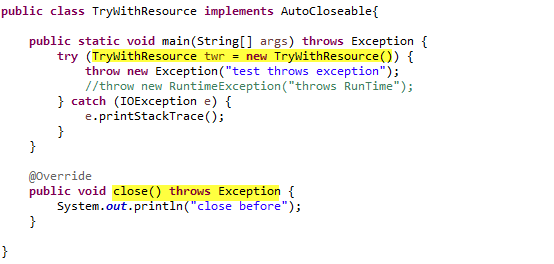 public class TryWithResource implements AutoCloseable{
public static void main(String[] args) throws Exception {
try (TryWithResource twr = new TryWithResource()) {
throw new Exception("test throws exception");
//throw new RuntimeException("throws RunTime");
} catch (IOException e) {
e.printStackTrace();
}
}
@Override
public void close() throws Exception {
System.out.println("close before");
}
}